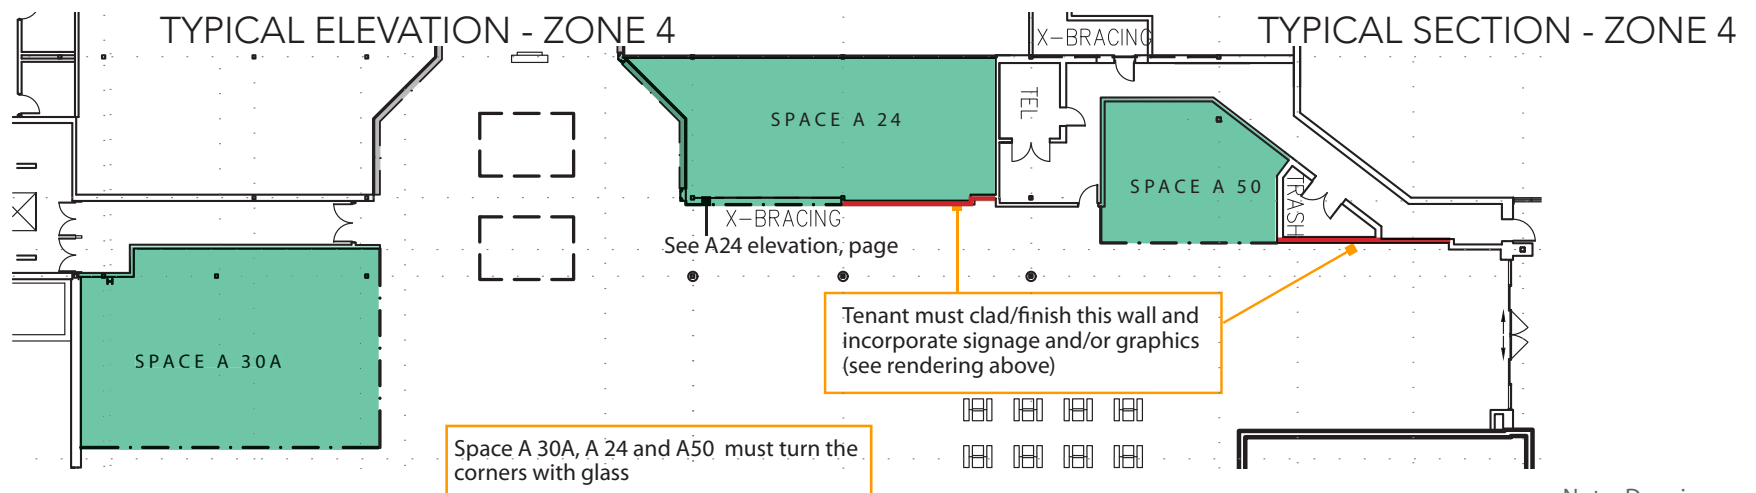 TYPICAL ELEVATION - ZONE 4
TYPICAL SECTION - ZONE 4
X-BRACING
SPACE A 24
TEL
SPACE A 50
TRASH
X-BRACING
See A24 elevation, page
SPACE A 30A
Tenant must clad/finish this wall and
incorporate signage and/or graphics
(see rendering above)
Space A 30A, A 24 and A50 must turn the
corners with glass